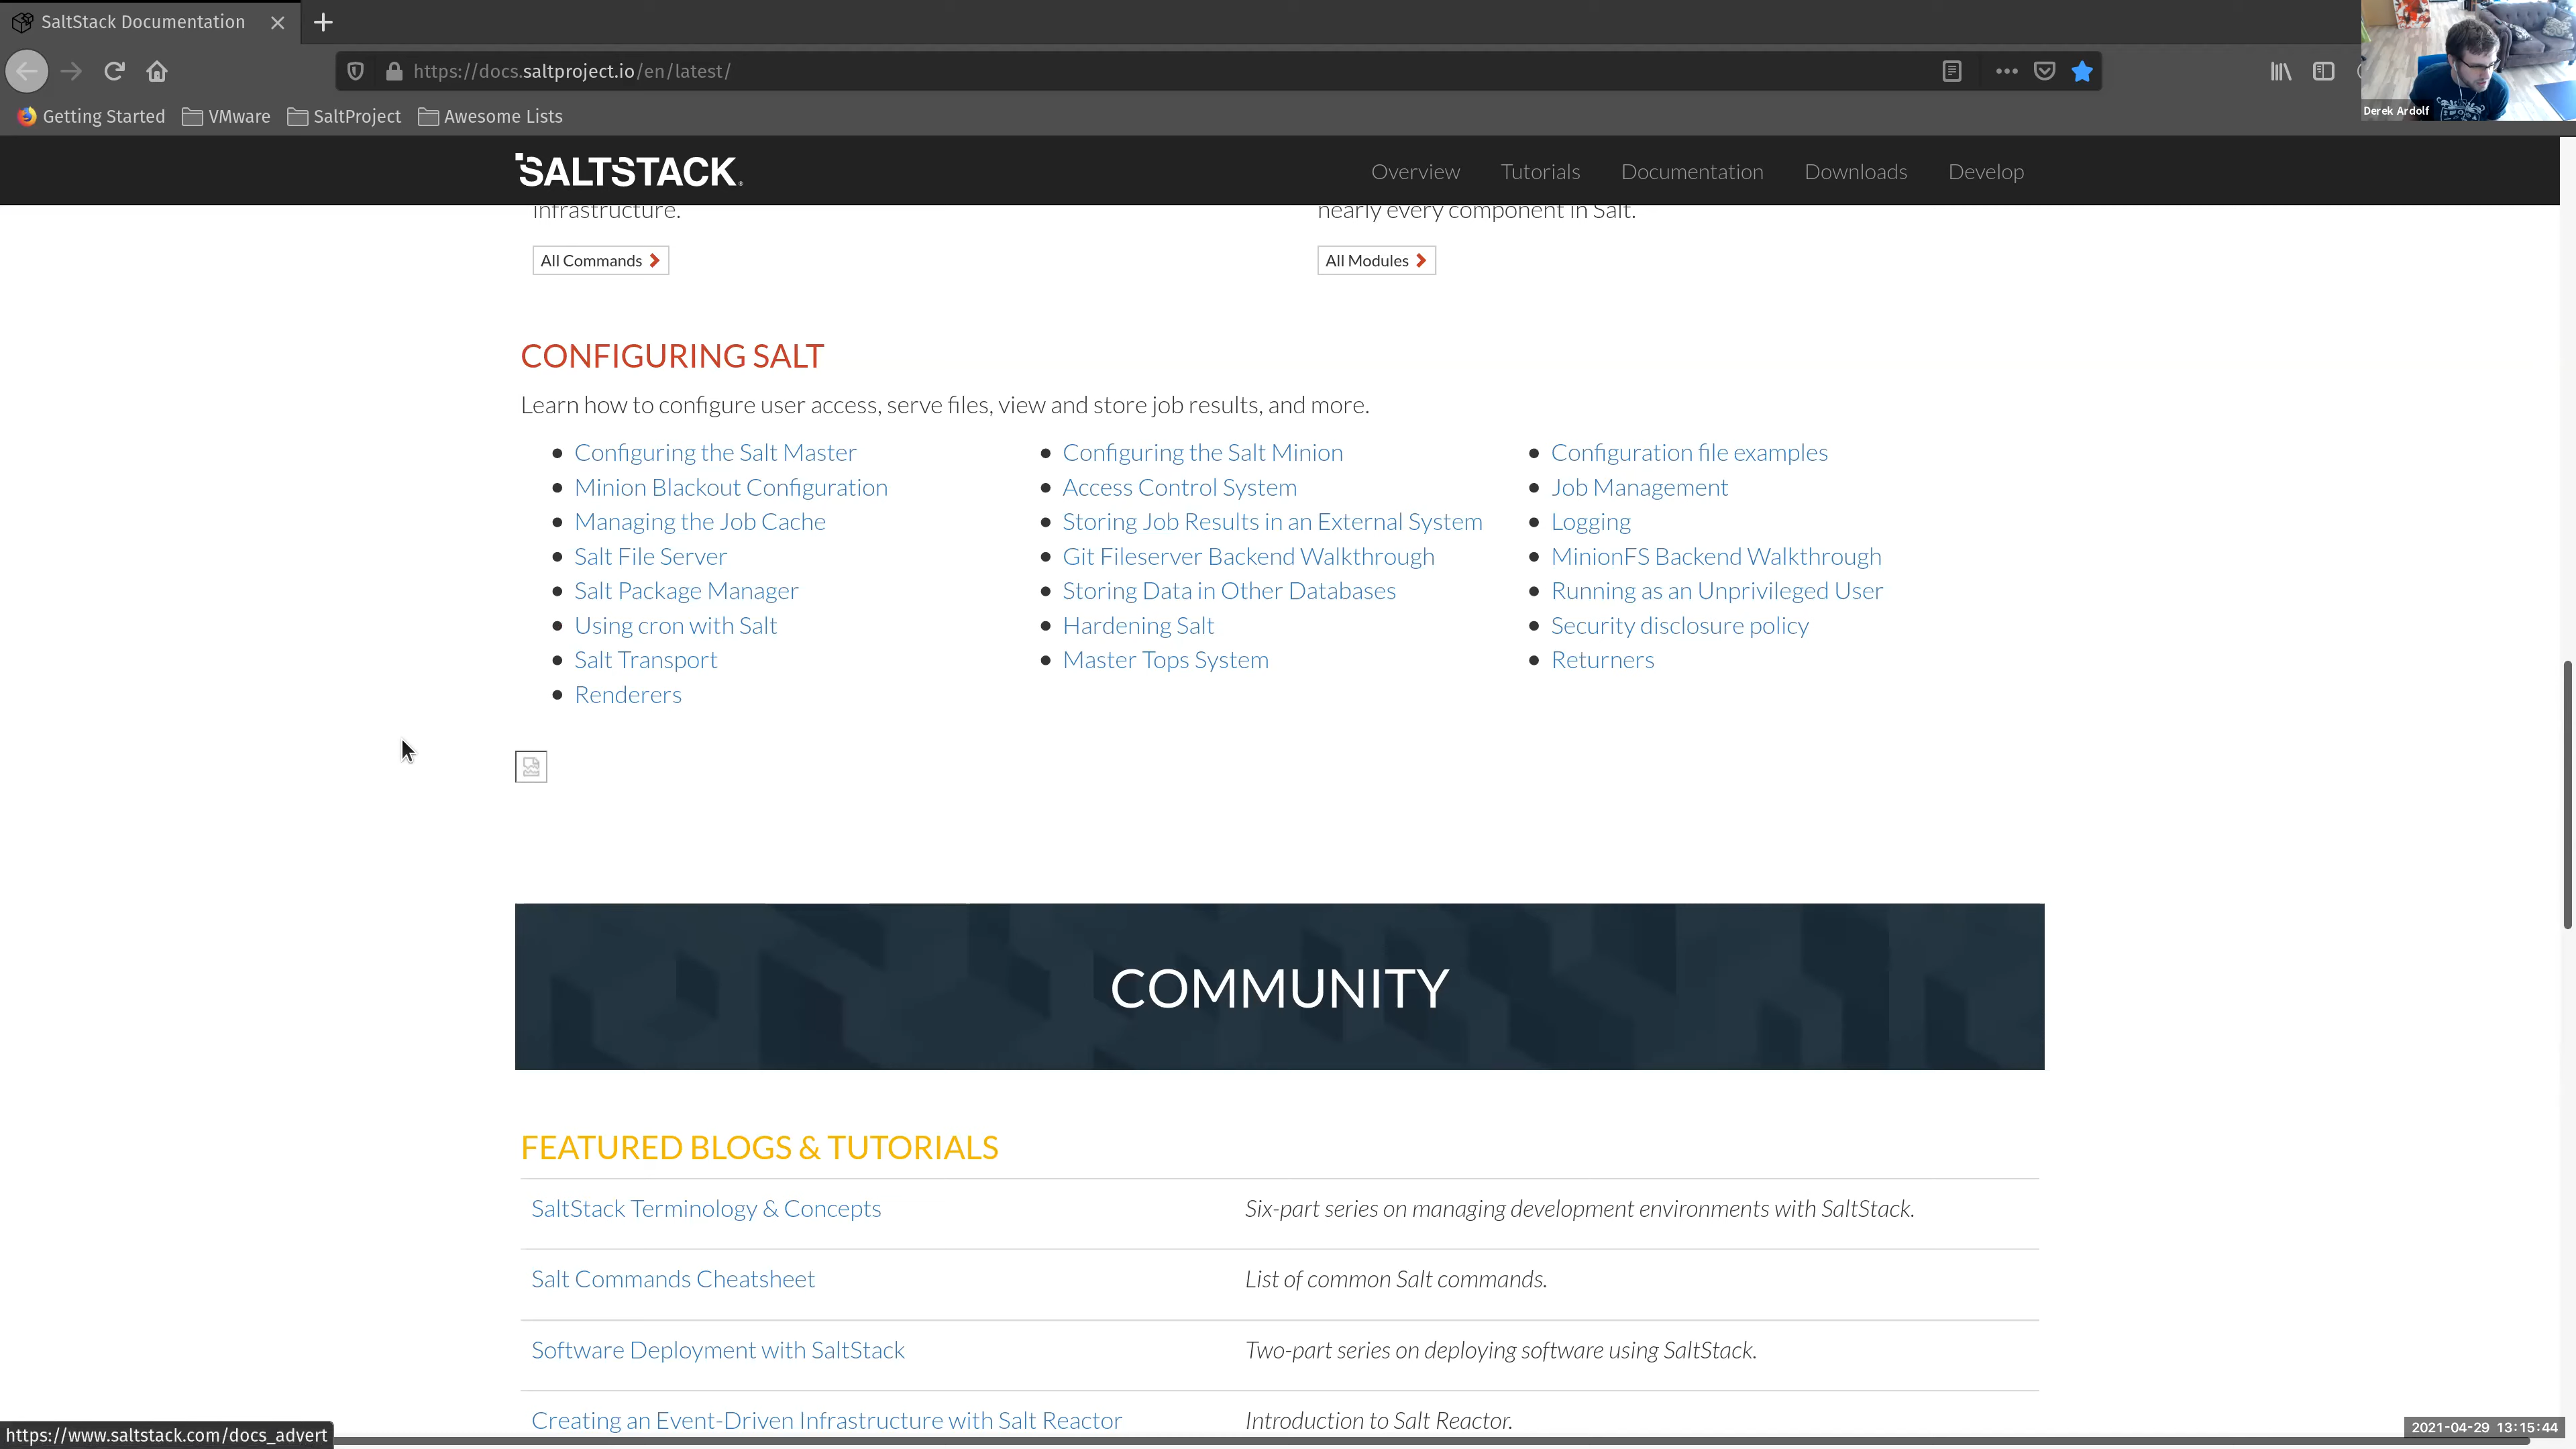 SaltStack Documentation
https://docs.saltproject.io/en/latest/
Getting Started VMware SaltProject Awesome Lists
Derek Ardolf
SALTSTACK
Overview Tutorials Documentation Downloads Develop
infrastructure. nearly every component in Salt.
All Commands All Modules
CONFIGURING SALT
Learn how to configure user access, serve files, view and store job results, and more.
Configuring the Salt Master Configuring the Salt Minion Configuration file examples
Minion Blackout Configuration Access Control System Job Management
Managing the Job Cache Storing Job Results in an External System Logging
Salt File Server Git Fileserver Backend Walkthrough MinionFS Backend Walkthrough
Salt Package Manager Storing Data in Other Databases Running as an Unprivileged User
Using cron with Salt Hardening Salt Security disclosure policy
Salt Transport Master Tops System Returners
Renderers
COMMUNITY
FEATURED BLOGS & TUTORIALS
SaltStack Terminology & Concepts Six-part series on managing development environments with SaltStack.
Salt Commands Cheatsheet List of common Salt commands.
Software Deployment with SaltStack Two-part series on deploying software using SaltStack.
Creating an Event-Driven Infrastructure with Salt Reactor Introduction to Salt Reactor.
https://www.saltstack.com/docs_advert
2021-04-29 13:15:44